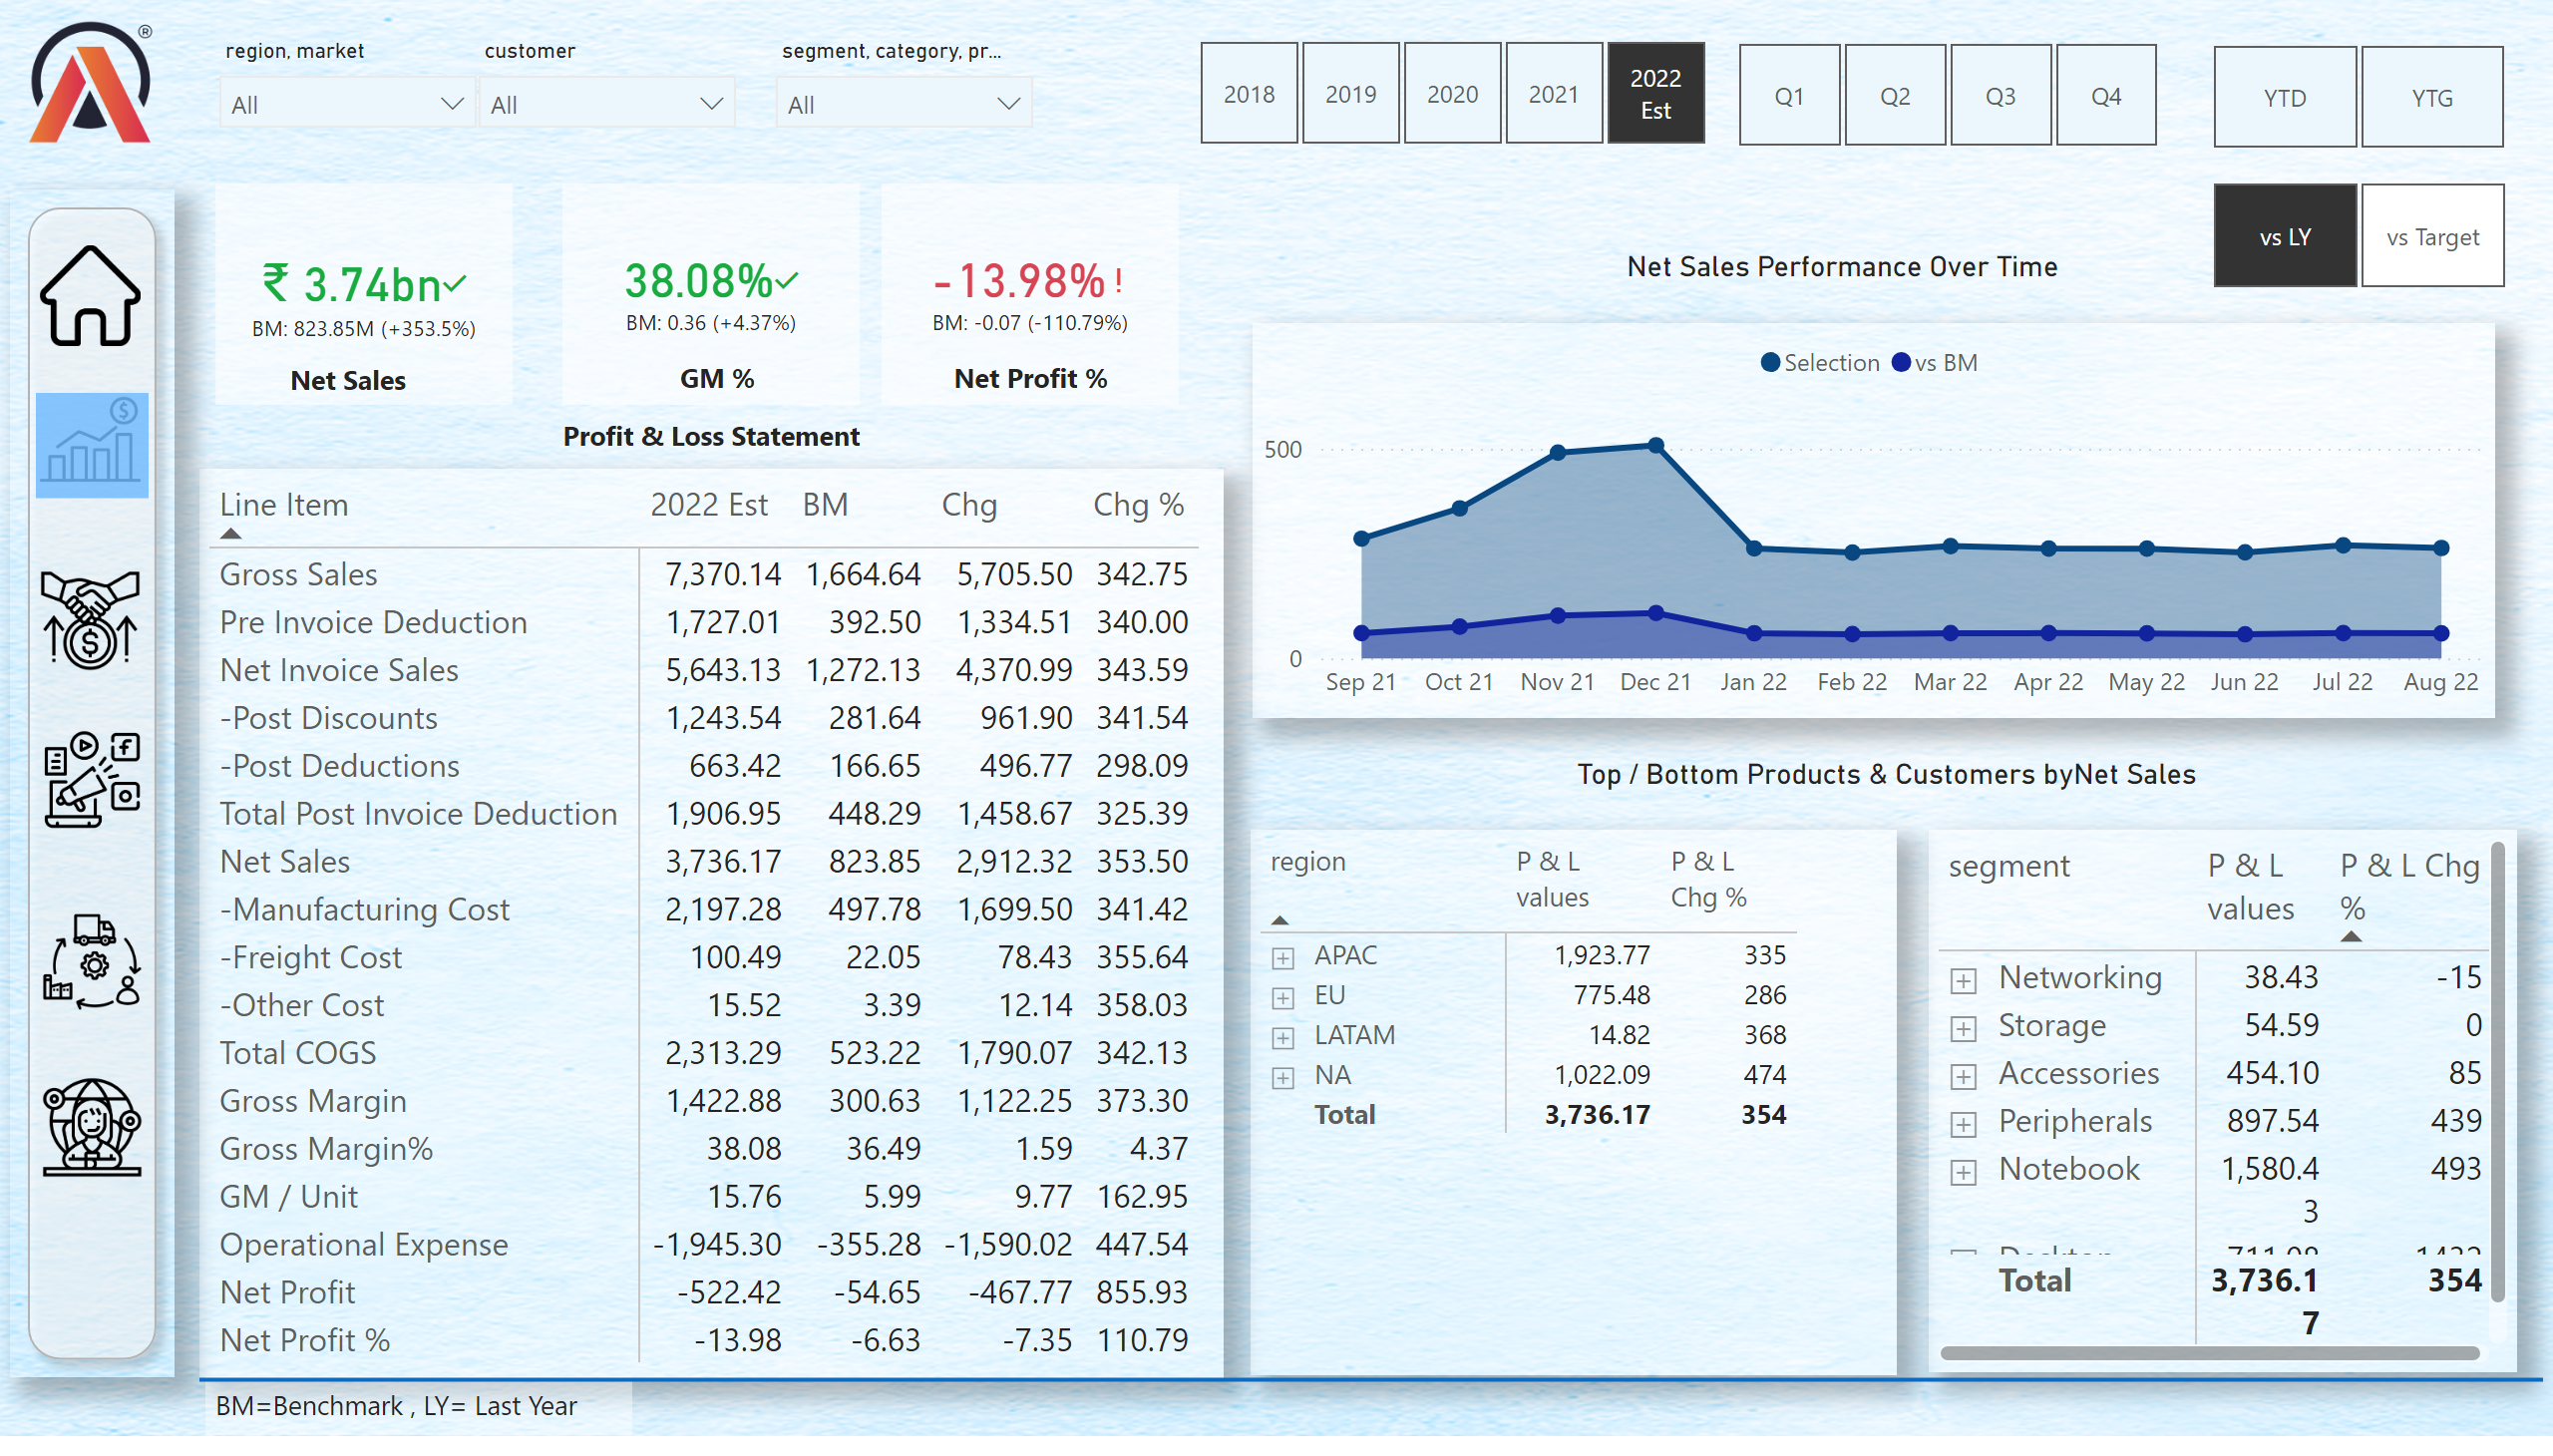 ®
region, market
customer
segment, category, pr...
All
All
All
2018
2019
2020
2021
2022
Est
Q1
Q2
Q3
Q4
YTD
YTG
vs LY
vs Target
₹ 3.74bn
BM: 823.85M (+353.5%)
Net Sales
38.08%
BM: 0.36 (+4.37%)
GM %
-13.98% !
BM: -0.07 (-110.79%)
Net Profit %
Net Sales Performance Over Time
Selection vs BM
500
0
Sep 21 Oct 21 Nov 21 Dec 21 Jan 22 Feb 22 Mar 22 Apr 22 May 22 Jun 22 Jul 22 Aug 22
Profit & Loss Statement
Line Item 2022 Est BM Chg Chg %
Gross Sales 7,370.14 1,664.64 5,705.50 342.75
Pre Invoice Deduction 1,727.01 392.50 1,334.51 340.00
Net Invoice Sales 5,643.13 1,272.13 4,370.99 343.59
-Post Discounts 1,243.54 281.64 961.90 341.54
-Post Deductions 663.42 166.65 496.77 298.09
Total Post Invoice Deduction 1,906.95 448.29 1,458.67 325.39
Net Sales 3,736.17 823.85 2,912.32 353.50
-Manufacturing Cost 2,197.28 497.78 1,699.50 341.42
-Freight Cost 100.49 22.05 78.43 355.64
-Other Cost 15.52 3.39 12.14 358.03
Total COGS 2,313.29 523.22 1,790.07 342.13
Gross Margin 1,422.88 300.63 1,122.25 373.30
Gross Margin% 38.08 36.49 1.59 4.37
GM / Unit 15.76 5.99 9.77 162.95
Operational Expense -1,945.30 -355.28 -1,590.02 447.54
Net Profit -522.42 -54.65 -467.77 855.93
Net Profit % -13.98 -6.63 -7.35 110.79
Top / Bottom Products & Customers byNet Sales
region P & L P & L
values Chg %
APAC 1,923.77 335
EU 775.48 286
LATAM 14.82 368
NA 1,022.09 474
Total 3,736.17 354
segment P & L P & L Chg
values %
Networking 38.43 -15
Storage 54.59 0
Accessories 454.10 85
Peripherals 897.54 439
Notebook 1,580.4 493
3
Total 3,736.1 354
7
BM=Benchmark , LY= Last Year